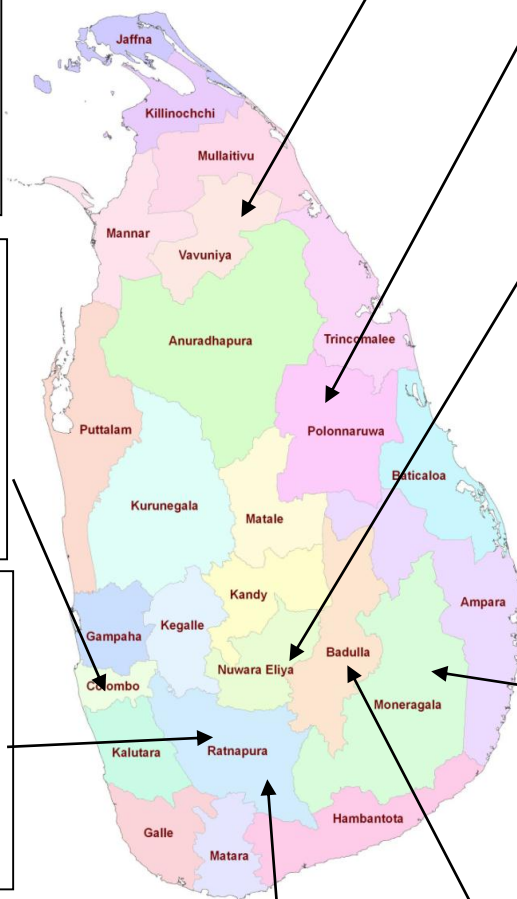 Jaffna
Killinochchi
Mullaitivu
Mannar
Vavuniya
Anuradhapura
Trincomalee
Puttalam
Polonnaruwa
Baticaloa
Kurunegala
Matale
Kandy
Ampara
Gampaha
Kegalle
Badulla
Nuwara Eliya
Colombo
Moneragala
Kalutara
Ratnapura
Hambantota
Galle
Matara